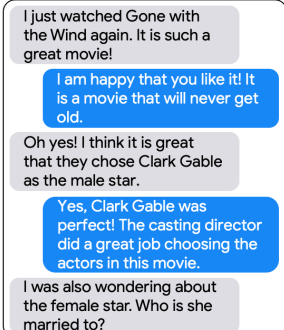 I just watched Gone with
the Wind again. It is such a
great movie!
I am happy that you like it! It
is a movie that will never get
old.
Oh yes! I think it is great
that they chose Clark Gable
as the male star.
Yes, Clark Gable was
perfect! The casting director
did a great job choosing the
actors in this movie.
I was also wondering about
the female star. Who is she
married to?